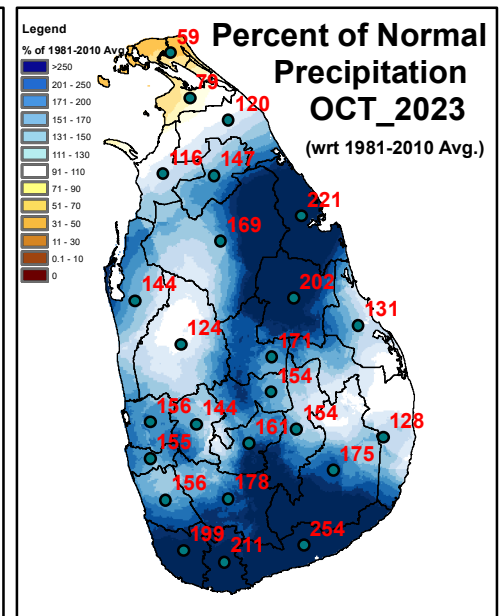 Percent of Normal
Precipitation
OCT_2023
(wrt 1981-2010 Avg.)
Legend
% of 1981-2010 Avg.
>250
201 - 250
171 - 200
151 - 170
131 - 150
111 - 130
91 - 110
71 - 90
51 - 70
31 - 50
11 - 30
0.1 - 10
0
59
79
120
116
147
221
169
202
144
131
124
171
154
156
144
154
128
161
155
175
156
178
254
199
211